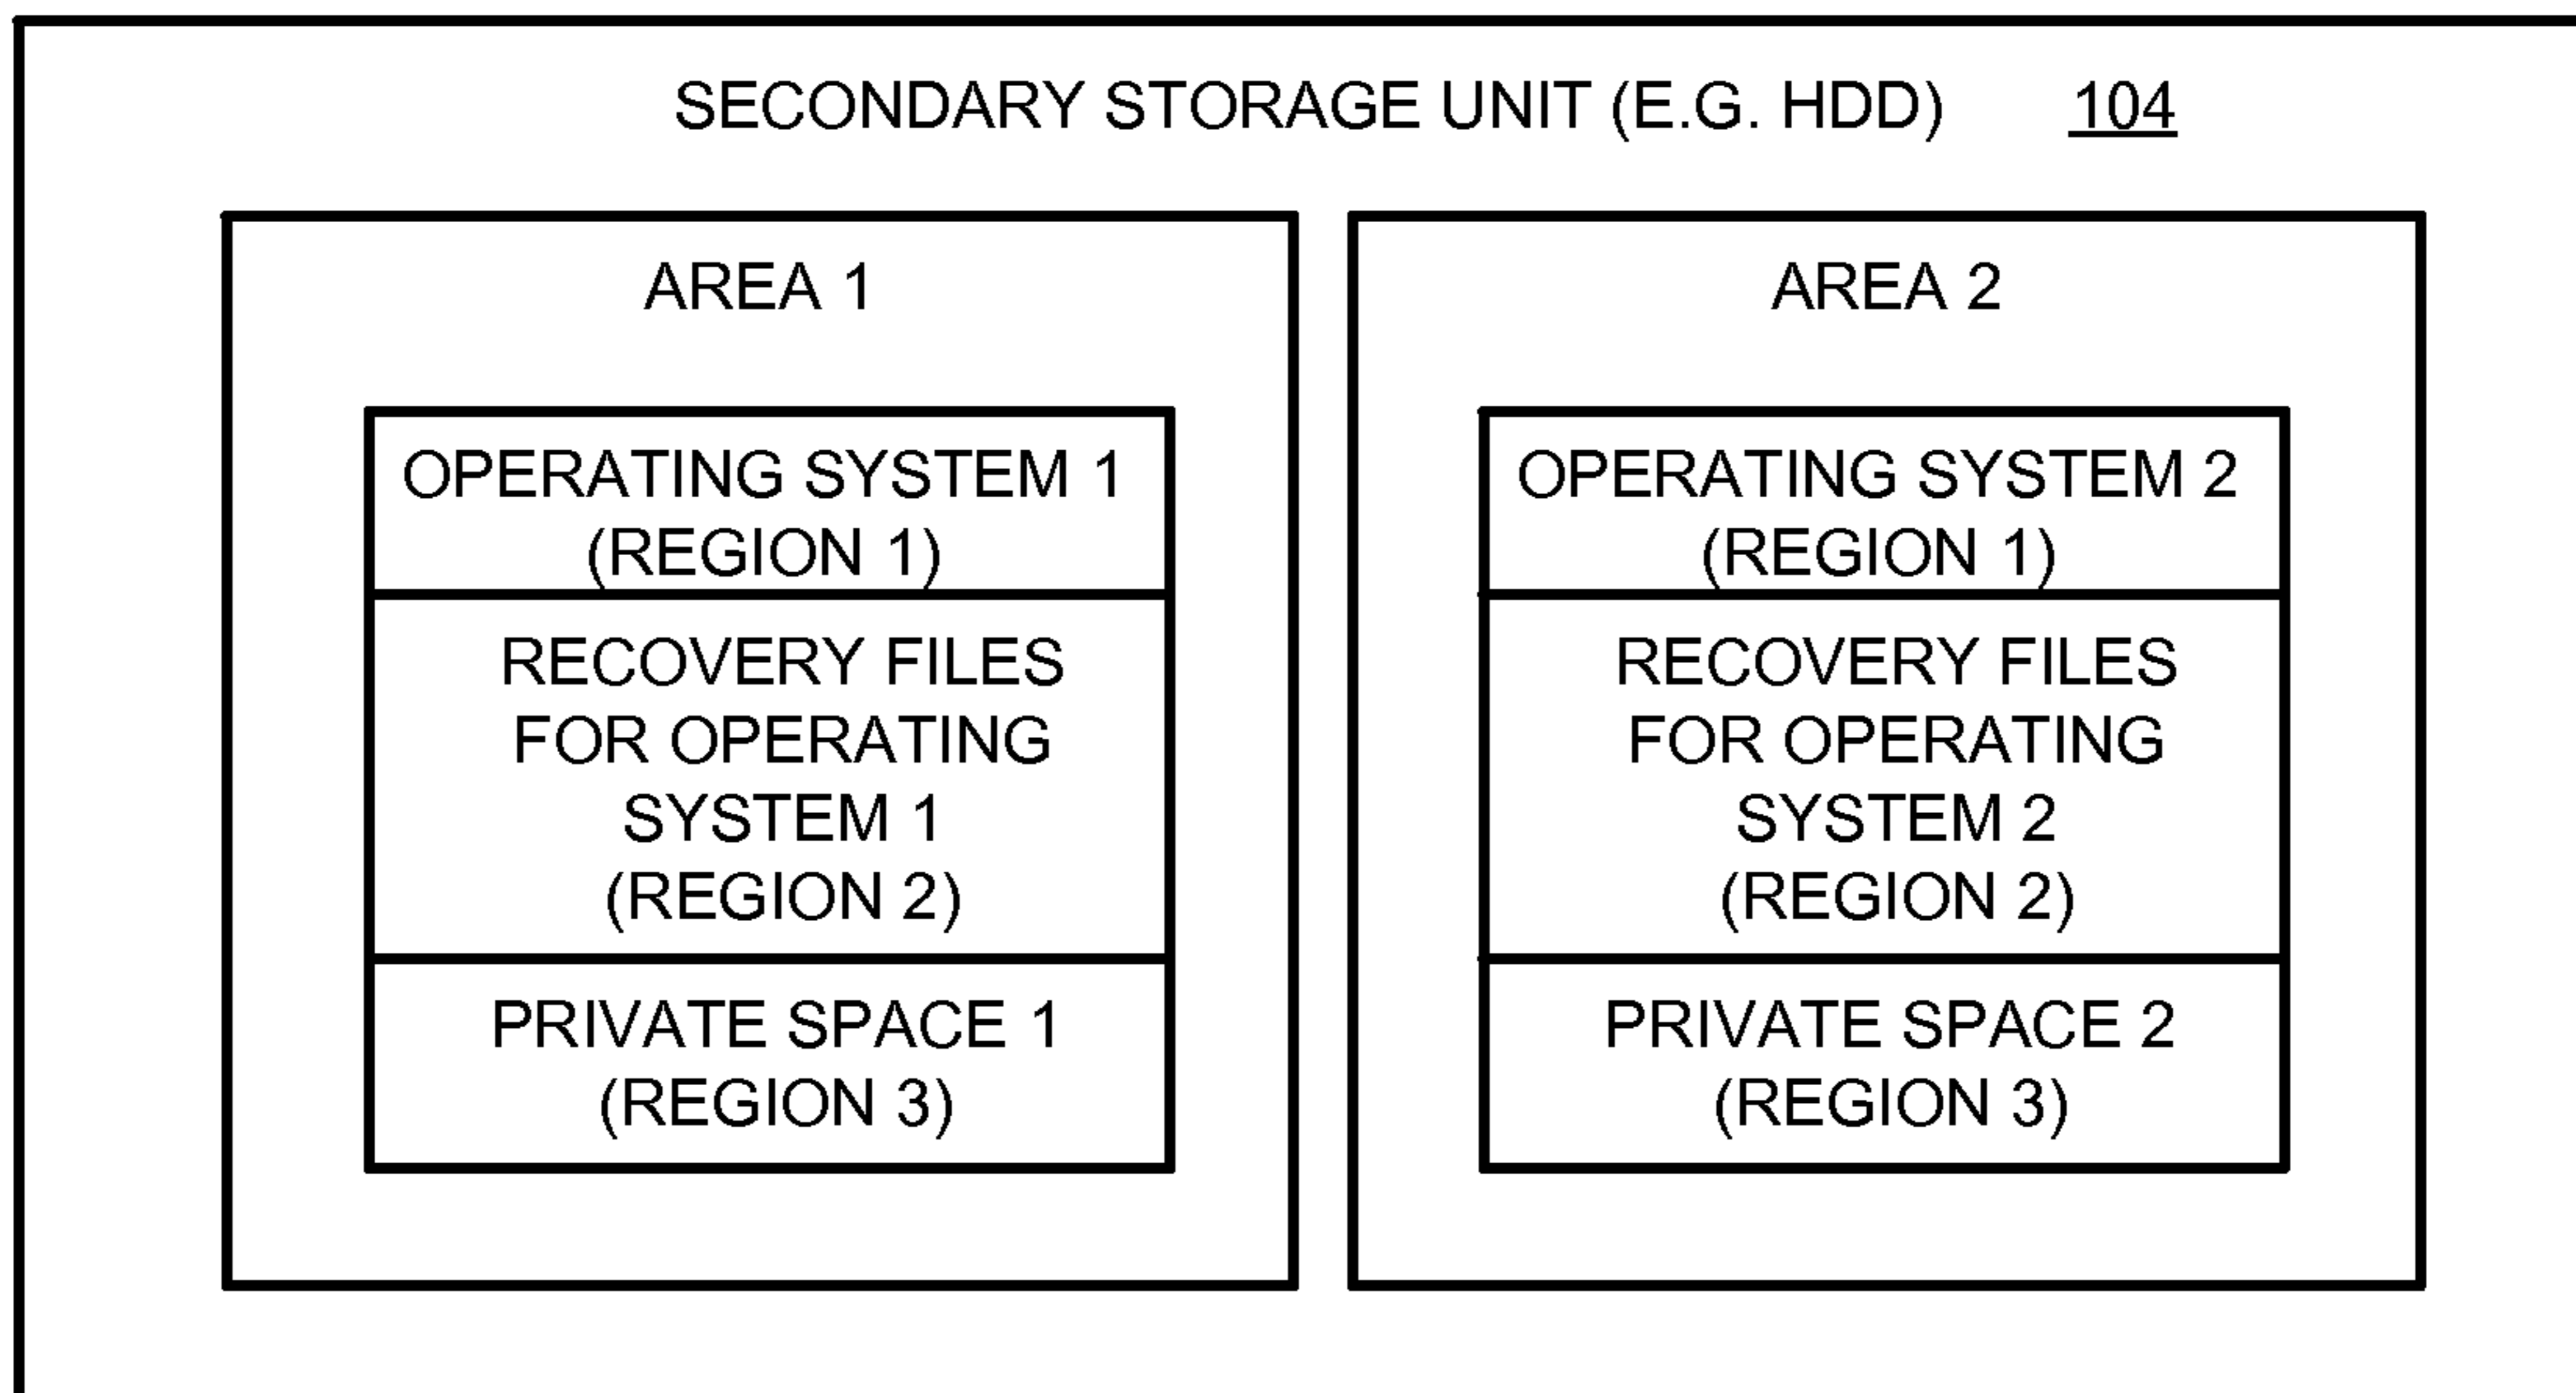 SECONDARY STORAGE UNIT (E.G. HDD) 104
AREA 1
OPERATING SYSTEM 1
(REGION 1)
RECOVERY FILES
FOR OPERATING
SYSTEM 1
(REGION 2)
PRIVATE SPACE 1
(REGION 3)
AREA 2
OPERATING SYSTEM 2
(REGION 1)
RECOVERY FILES
FOR OPERATING
SYSTEM 2
(REGION 2)
PRIVATE SPACE 2
(REGION 3)